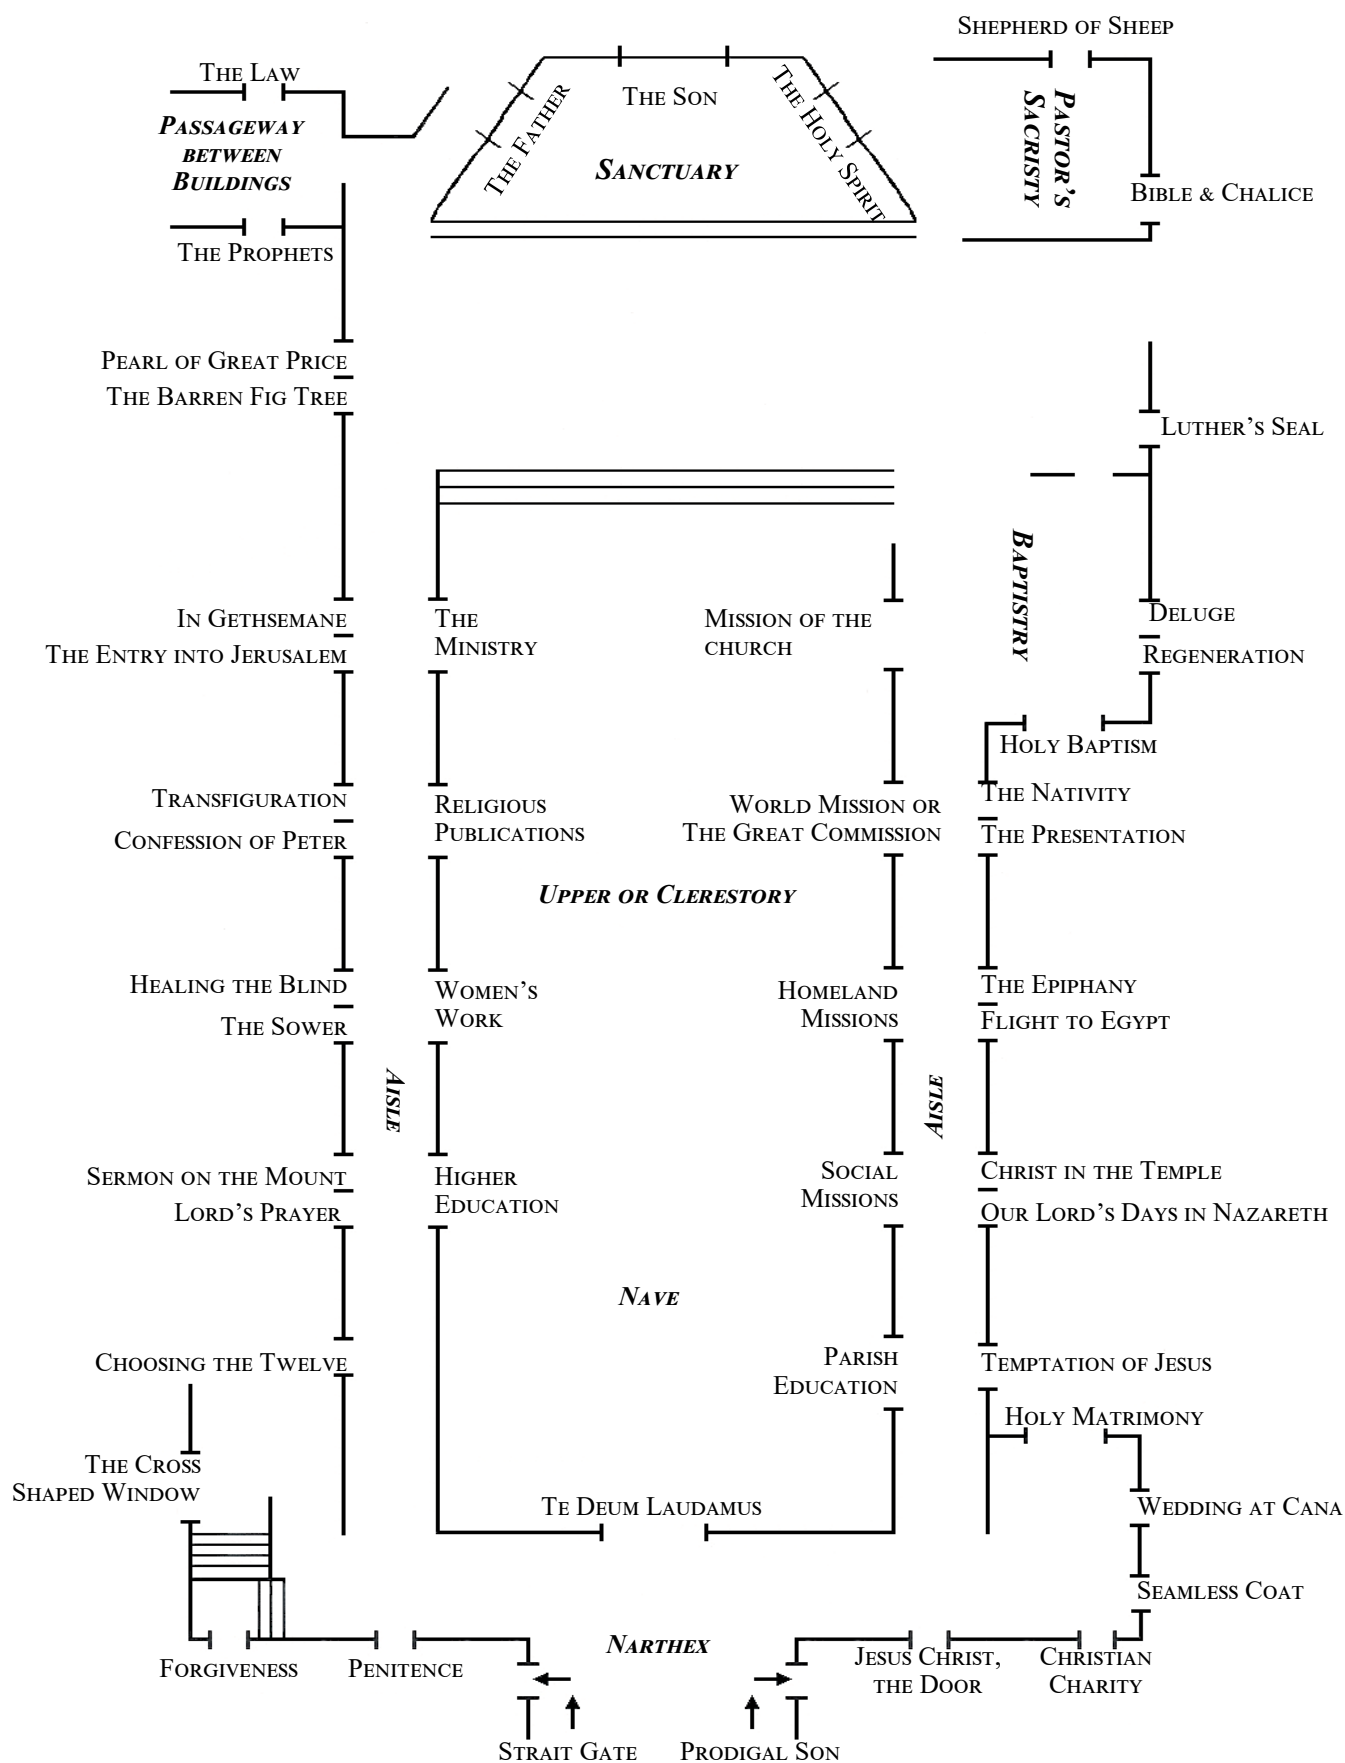 Shepherd of Sheep
The Law
Passageway
between
Buildings
The Prophets
The Father
The Son
The Holy Spirit
Sanctuary
Pastor's
Sacristy
Bible & Chalice
Pearl of Great Price
The Barren Fig Tree
Luther's Seal
Baptistry
In Gethsemane
The Entry into Jerusalem
The
Ministry
Mission of the
church
Deluge
Regeneration
Holy Baptism
Transfiguration
Confession of Peter
Religious
Publications
World Mission or
The Great Commission
The Nativity
The Presentation
Upper or Clerestory
Healing the Blind
The Sower
Women's
Work
Homeland
Missions
The Epiphany
Flight to Egypt
Aisle
Aisle
Sermon on the Mount
Lord's Prayer
Higher
Education
Social
Missions
Christ in the Temple
Our Lord's Days in Nazareth
Nave
Choosing the Twelve
Parish
Education
Temptation of Jesus
Holy Matrimony
The Cross
Shaped Window
Te Deum Laudamus
Wedding at Cana
Seamless Coat
Narthex
Forgiveness
Penitence
Jesus Christ,
the Door
Christian
Charity
Strait Gate
Prodigal Son